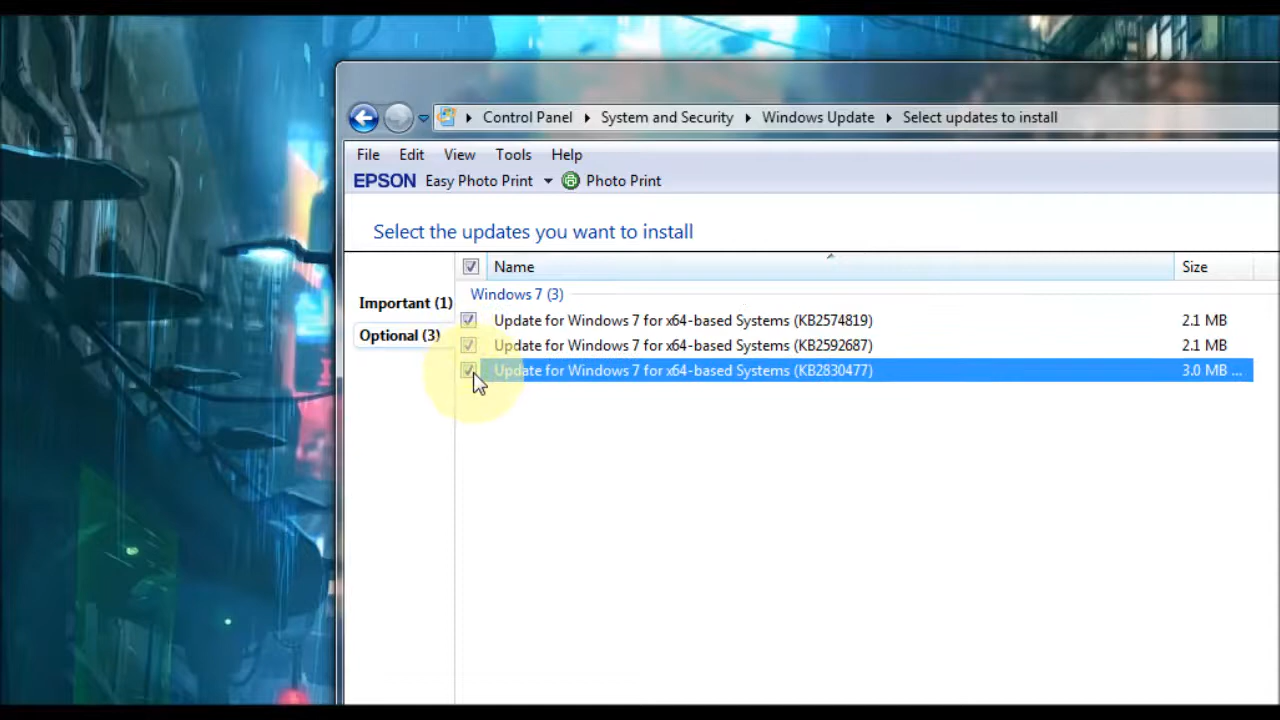 Control Panel System and Security Windows Update Select updates to install
File Edit View Tools Help
EPSON Easy Photo Print Photo Print
Select the updates you want to install
Name Size
Important (1)
Optional (3)
Windows 7 (3)
Update for Windows 7 for x64-based Systems (KB2574819) 2.1 MB
Update for Windows 7 for x64-based Systems (KB2592687) 2.1 MB
Update for Windows 7 for x64-based Systems (KB2830477) 3.0 MB ...